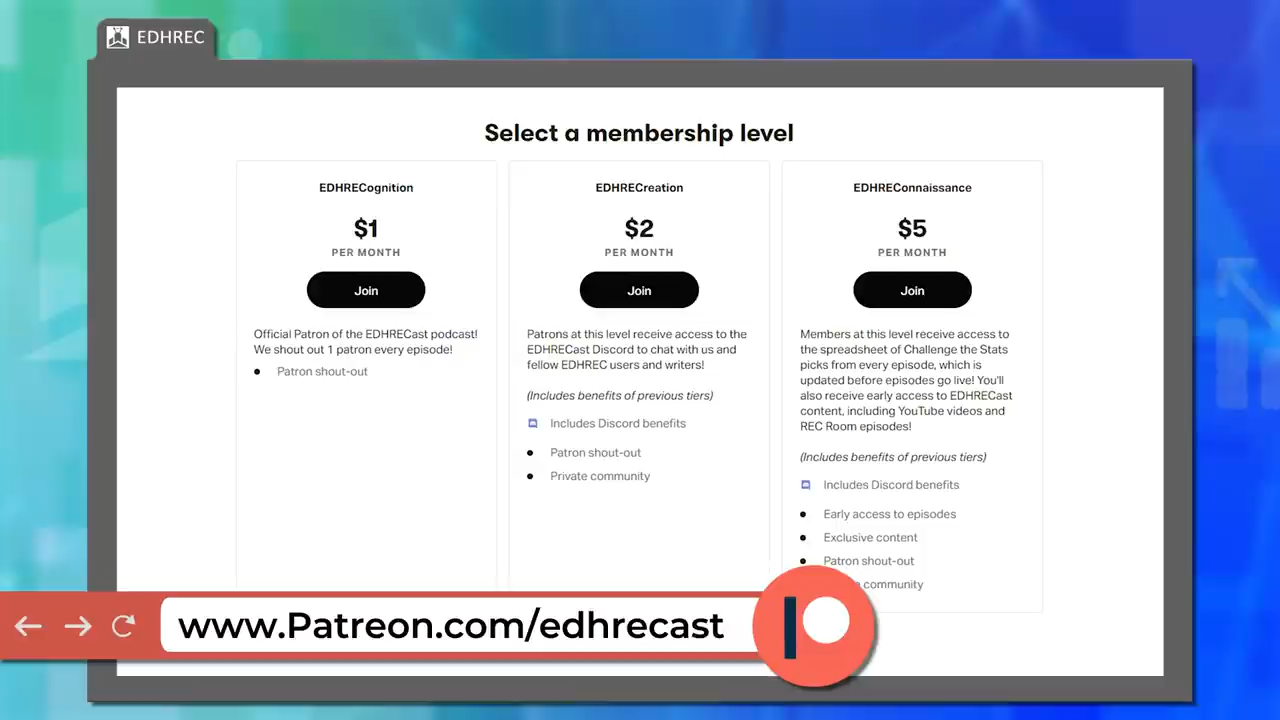 EDHREC
Select a membership level
EDHRECognition
$1
PER MONTH
Join
Official Patron of the EDHRECast podcast!
We shout out 1 patron every episode!
Patron shout-out
EDHRECreation
$2
PER MONTH
Join
Patrons at this level receive access to the
EDHRECast Discord to chat with us and
fellow EDHREC users and writers!
(Includes benefits of previous tiers)
Includes Discord benefits
Patron shout-out
Private community
EDHREConnaissance
$5
PER MONTH
Join
Members at this level receive access to
the spreadsheet of Challenge the Stats
picks from every episode, which is
updated before episodes go live! You'll
also receive early access to EDHRECast
content, including YouTube videos and
REC Room episodes!
(Includes benefits of previous tiers)
Includes Discord benefits
Early access to episodes
Exclusive content
Patron shout-out
community
www.Patreon.com/edhrecast